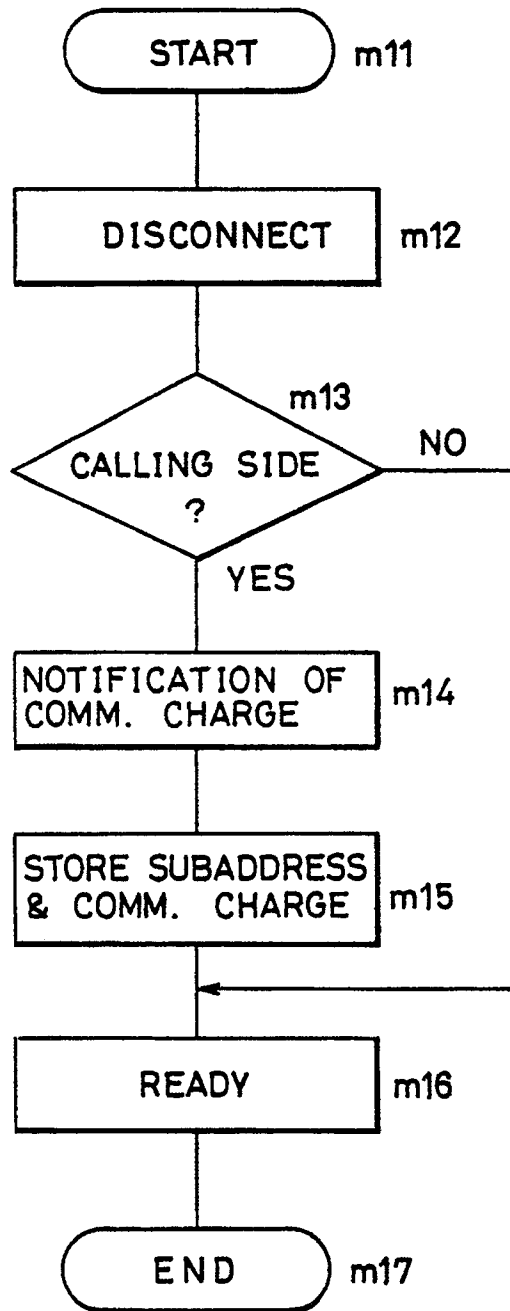 START m11
DISCONNECT m12
m13
CALLING SIDE
?
NO
YES
NOTIFICATION OF
COMM. CHARGE
m14
STORE SUBADDRESS
& COMM. CHARGE
m15
READY m16
END m17